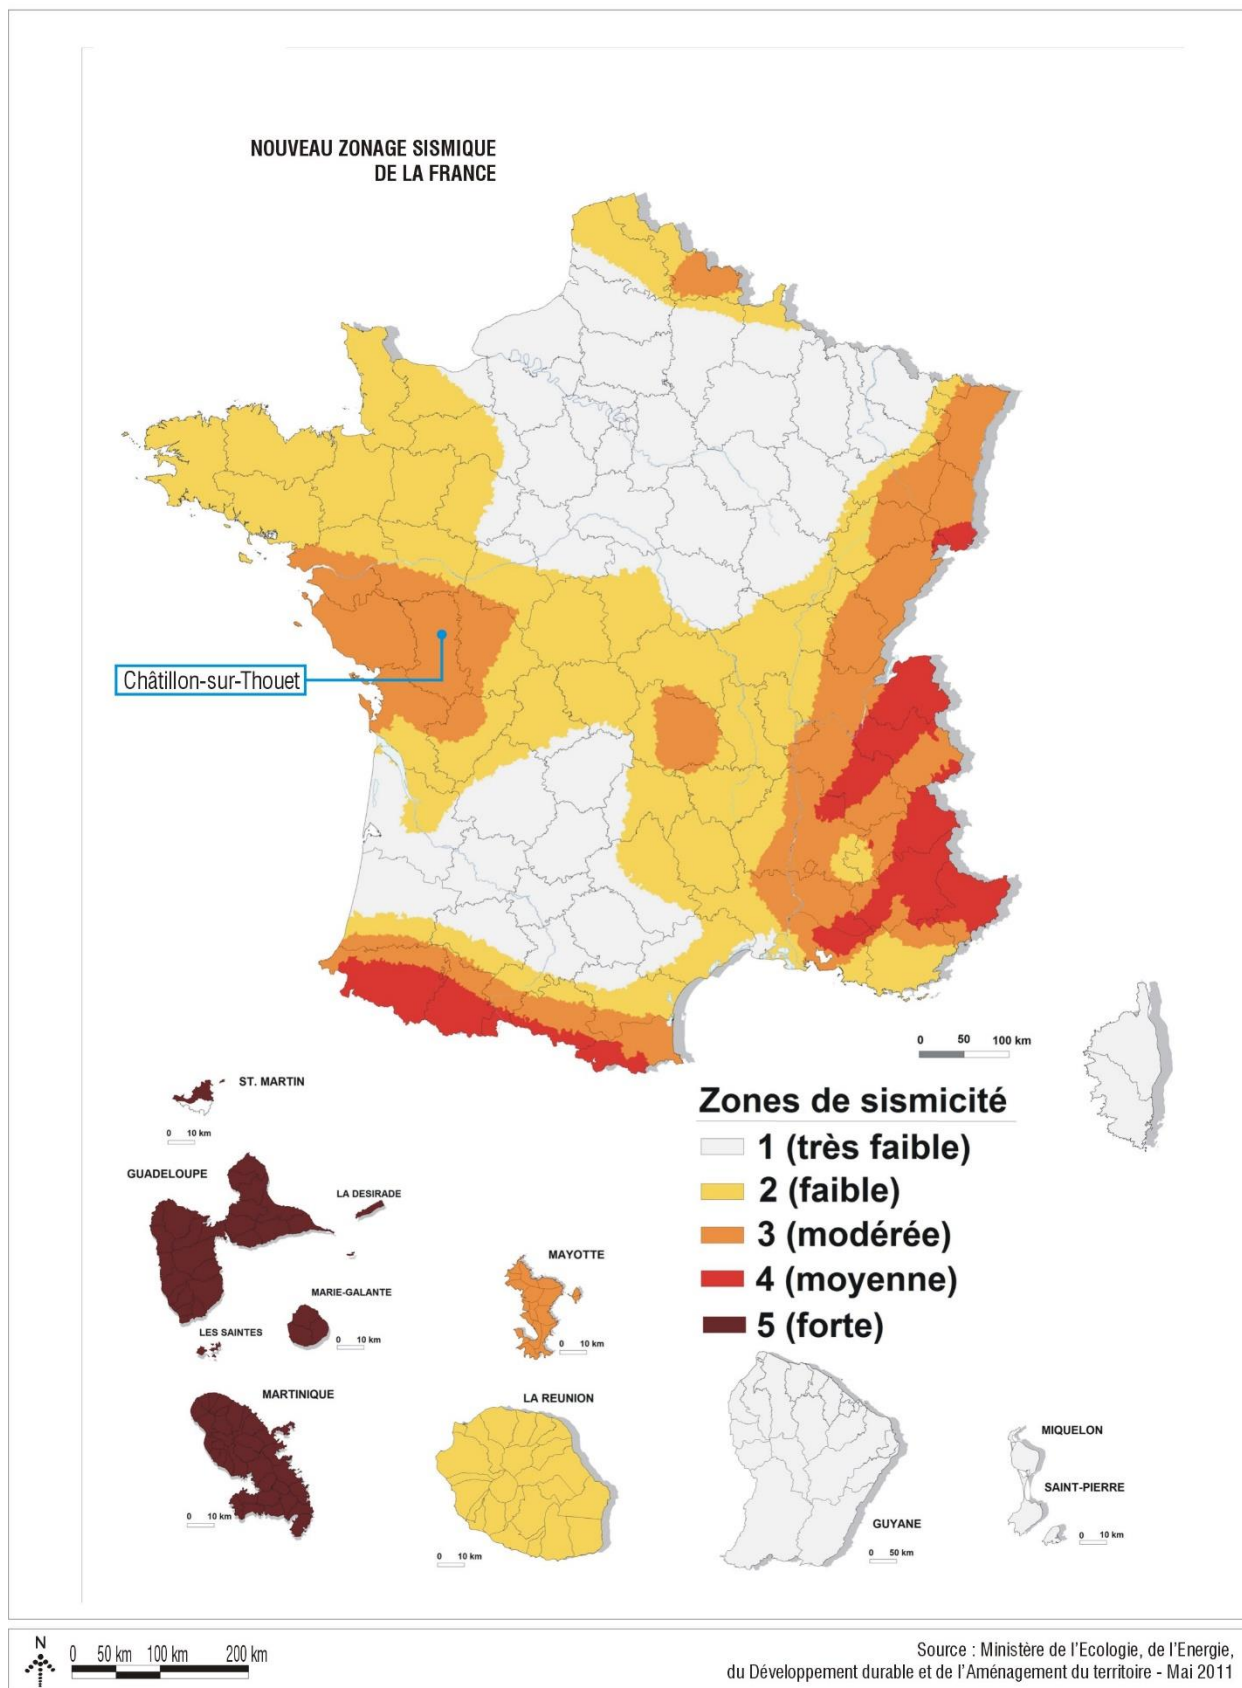 NOUVEAU ZONAGE SISMIQUE
DE LA FRANCE
Châtillon-sur-Thouet
0 50 100 km
ST. MARTIN
0 10 km
GUADELOUPE
LA DESIRADE
MARIE-GALANTE
0 10 km
LES SAINTES
MAYOTTE
0 10 km
Zones de sismicité
1 (très faible)
2 (faible)
3 (modérée)
4 (moyenne)
5 (forte)
MARTINIQUE
0 10 km
LA REUNION
0 10 km
GUYANE
0 50 km
MIQUELON
SAINT-PIERRE
0 10 km
N
0 50 km 100 km 200 km
Source : Ministère de l'Ecologie, de l'Energie,
du Développement durable et de l'Aménagement du territoire - Mai 2011